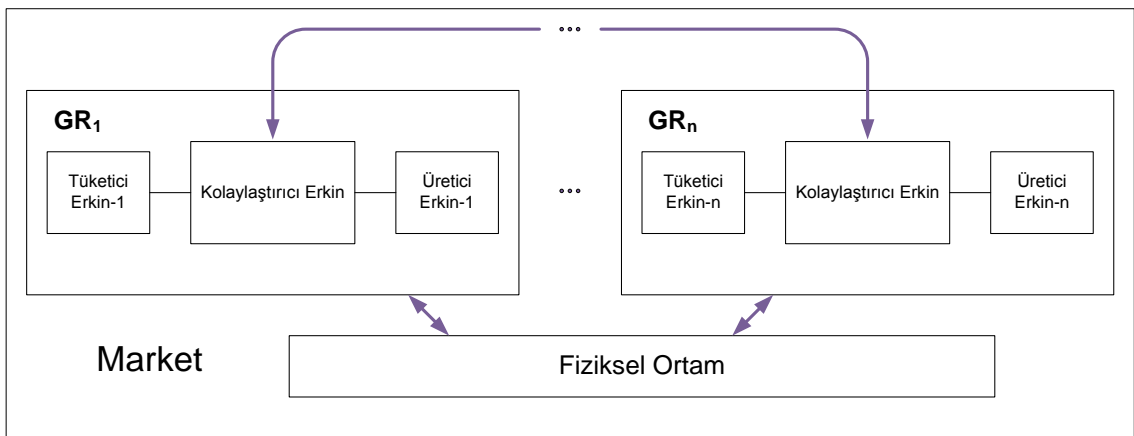 ...
GR1
Tüketici
Erkin-1
Kolaylaştırıcı Erkin
Üretici
Erkin-1
...
GRn
Tüketici
Erkin-n
Kolaylaştırıcı Erkin
Üretici
Erkin-n
Market
Fiziksel Ortam